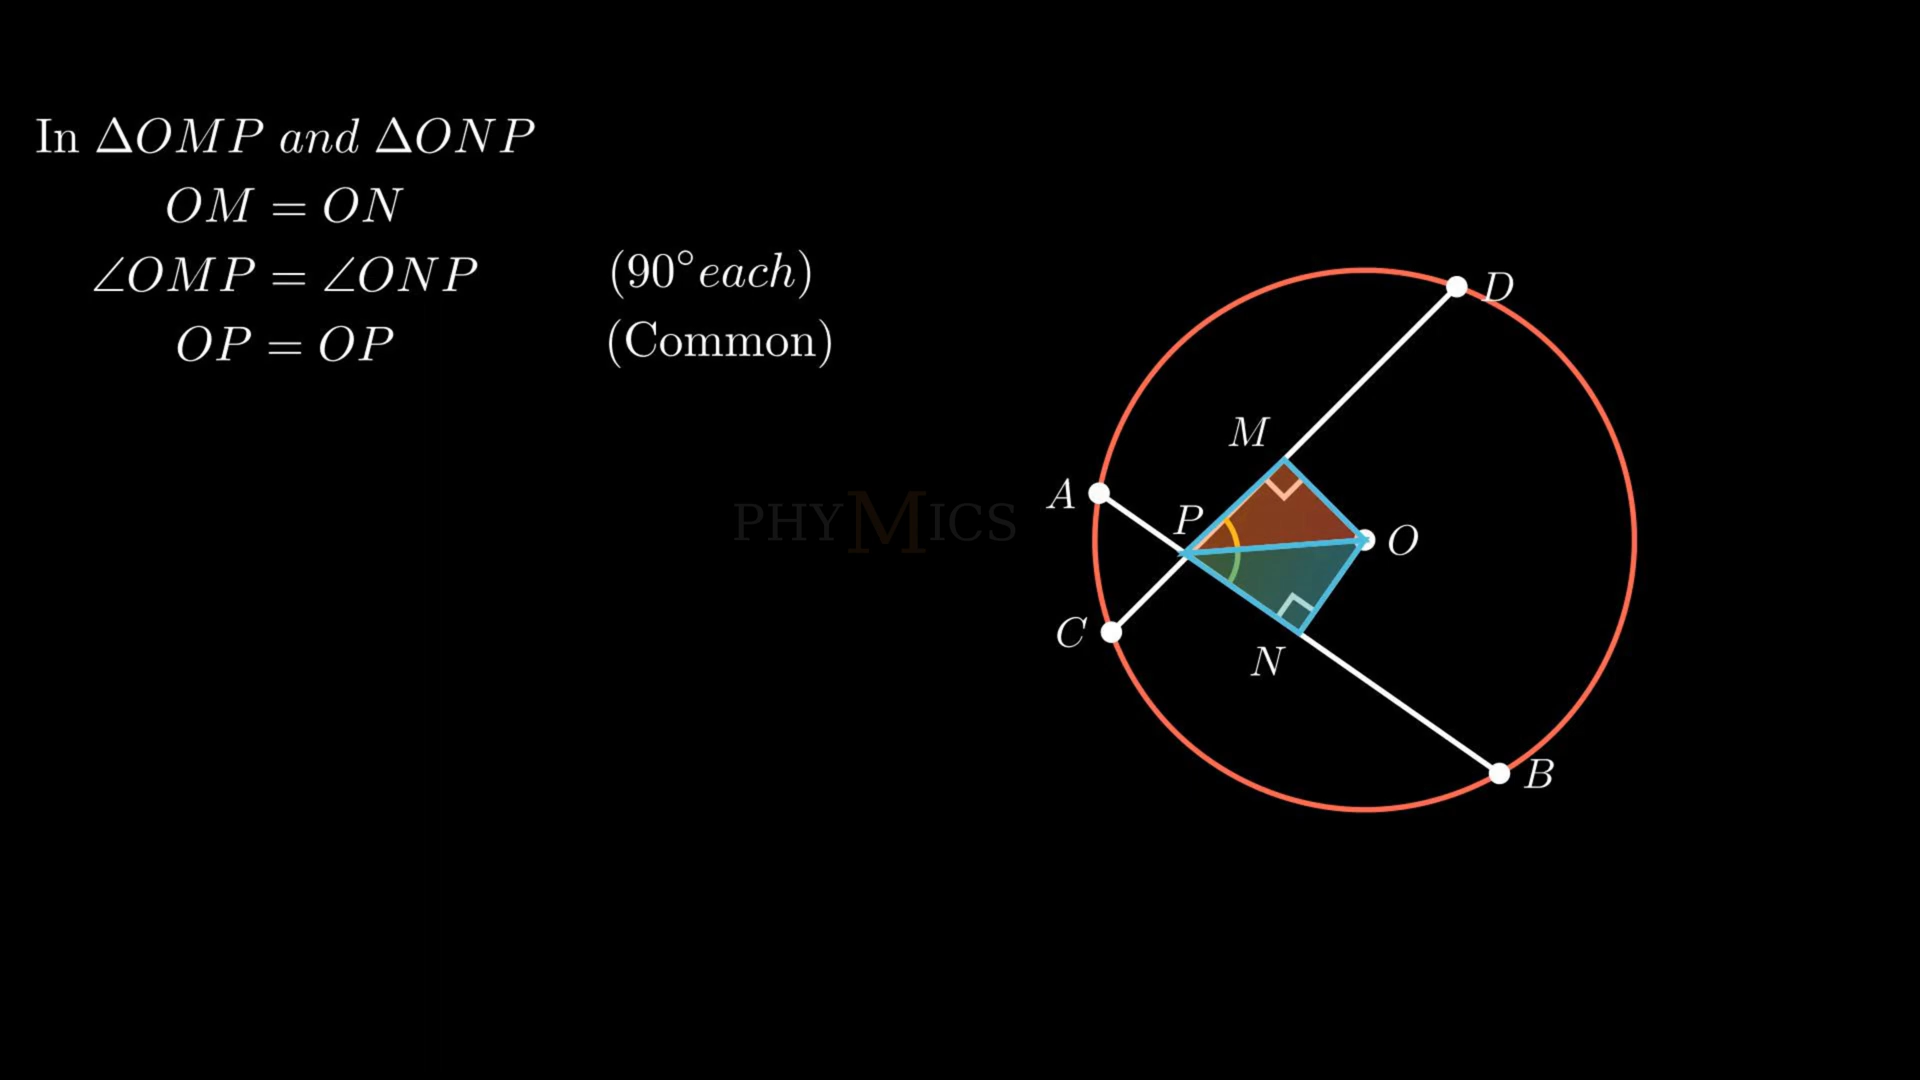 In ΔOMP and ΔONP
OM = ON
∠OMP = ∠ONP (90° each)
OP = OP (Common)
D
M
A
P
PHYMICS
O
C
N
B